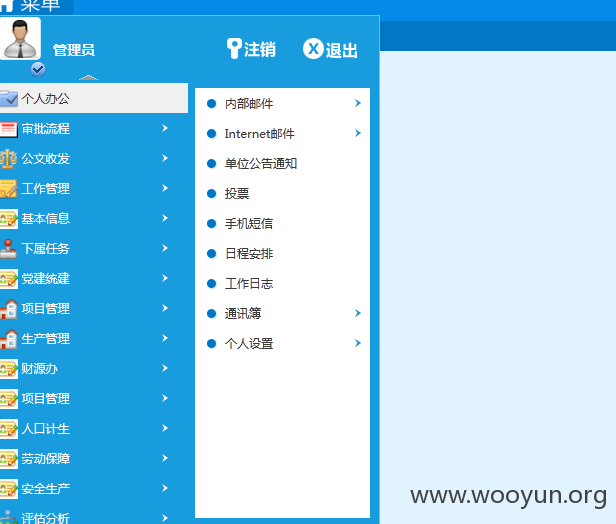 菜单
管理员
注销
退出
个人办公
审批流程
公文收发
工作管理
基本信息
下属任务
党建统建
项目管理
生产管理
财源办
项目管理
人口计生
劳动保障
安全生产
评估分析
内部邮件
Internet邮件
单位公告通知
投票
手机短信
日程安排
工作日志
通讯簿
个人设置
www.wooyun.org